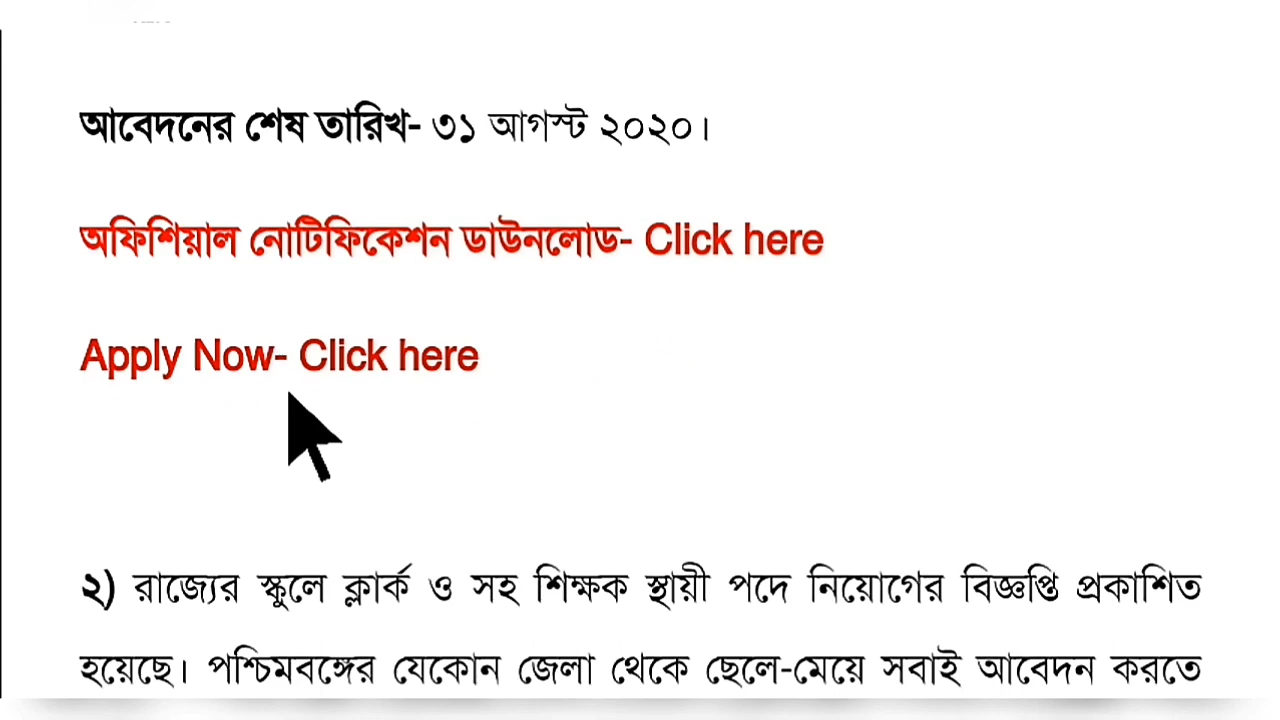 আবেদনের শেষ তারিখ- ৩১ আগস্ট ২০২০।
অফিশিয়াল নোটিফিকেশন ডাউনলোড- Click here
Apply Now- Click here
২) রাজ্যের স্কুলে ক্লার্ক ও সহ শিক্ষক স্থায়ী পদে নিয়োগের বিজ্ঞপ্তি প্রকাশিত
হয়েছে। পশ্চিমবঙ্গের যেকোন জেলা থেকে ছেলে-মেয়ে সবাই আবেদন করতে